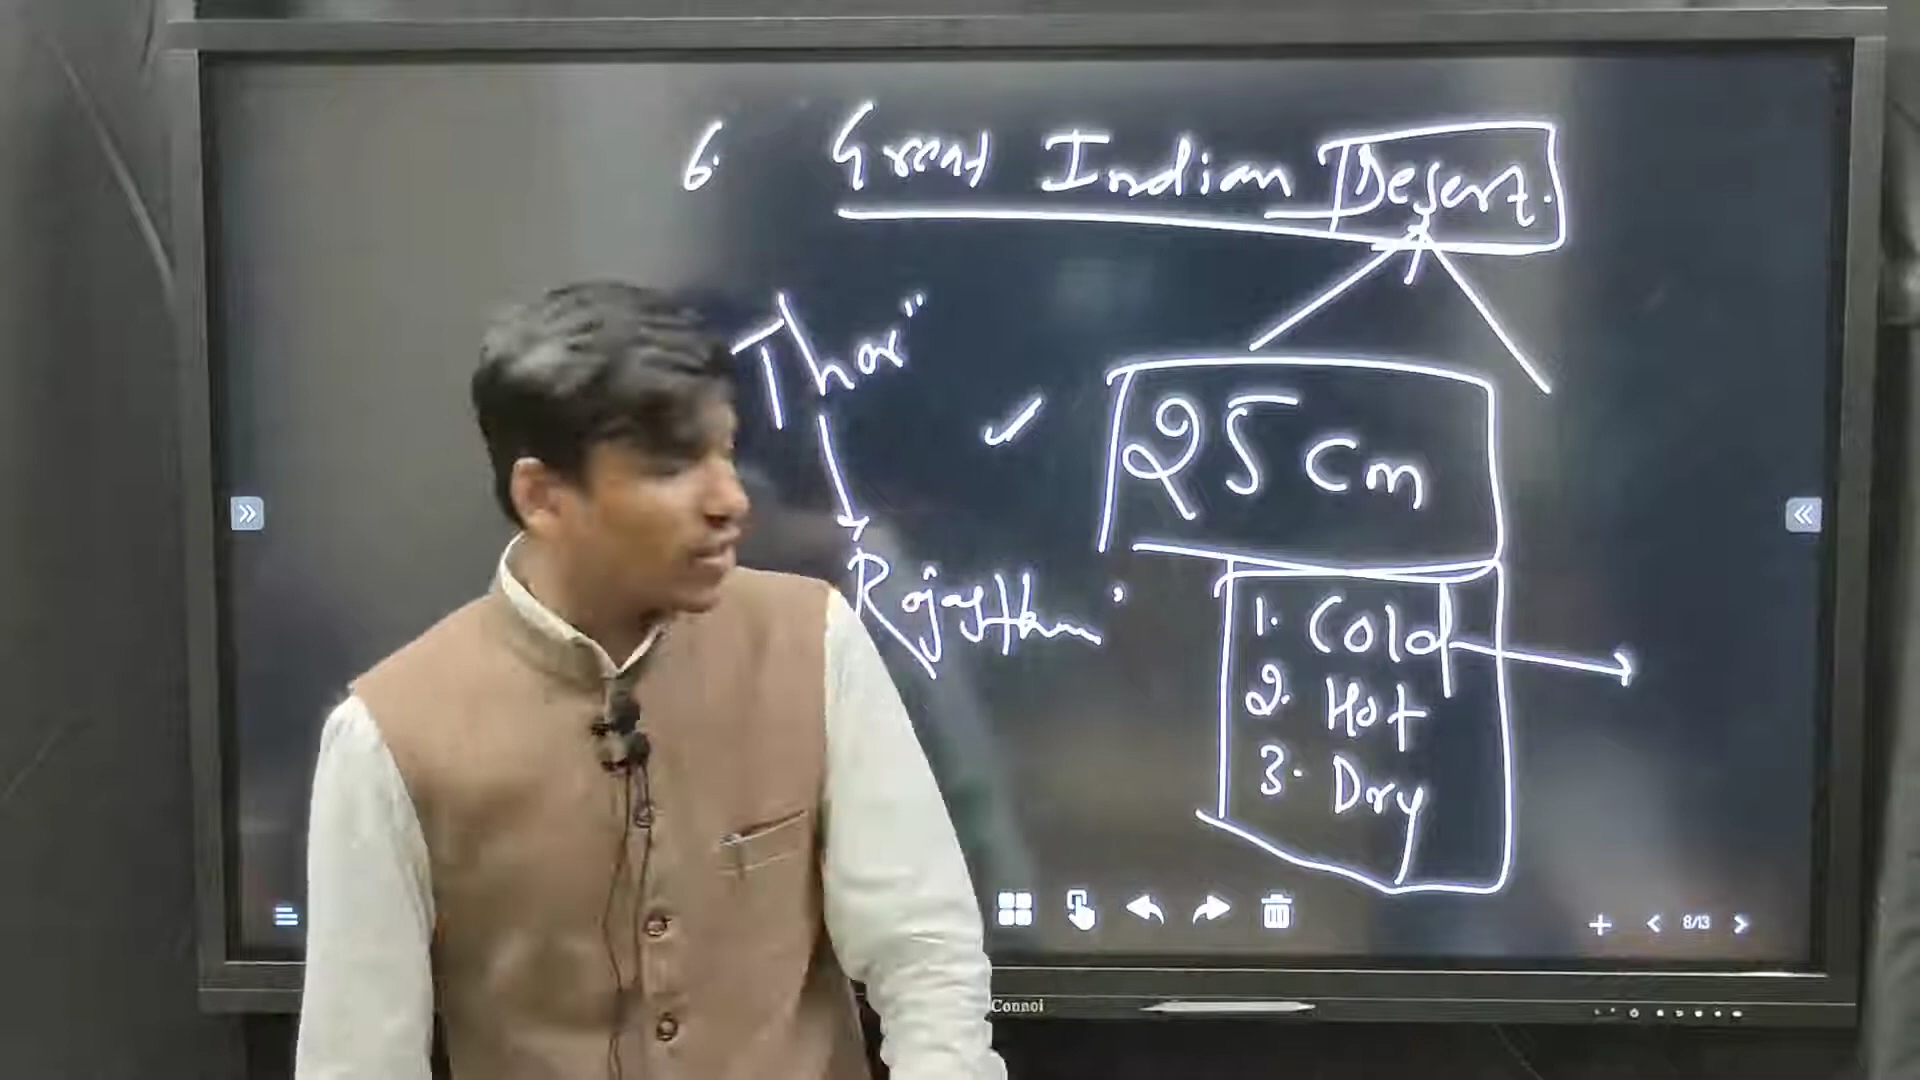 6. Great Indian Desert.
Thar"
25 Cm
Rajasthan
1. Cold
2. Hot
3. Dry
8/13